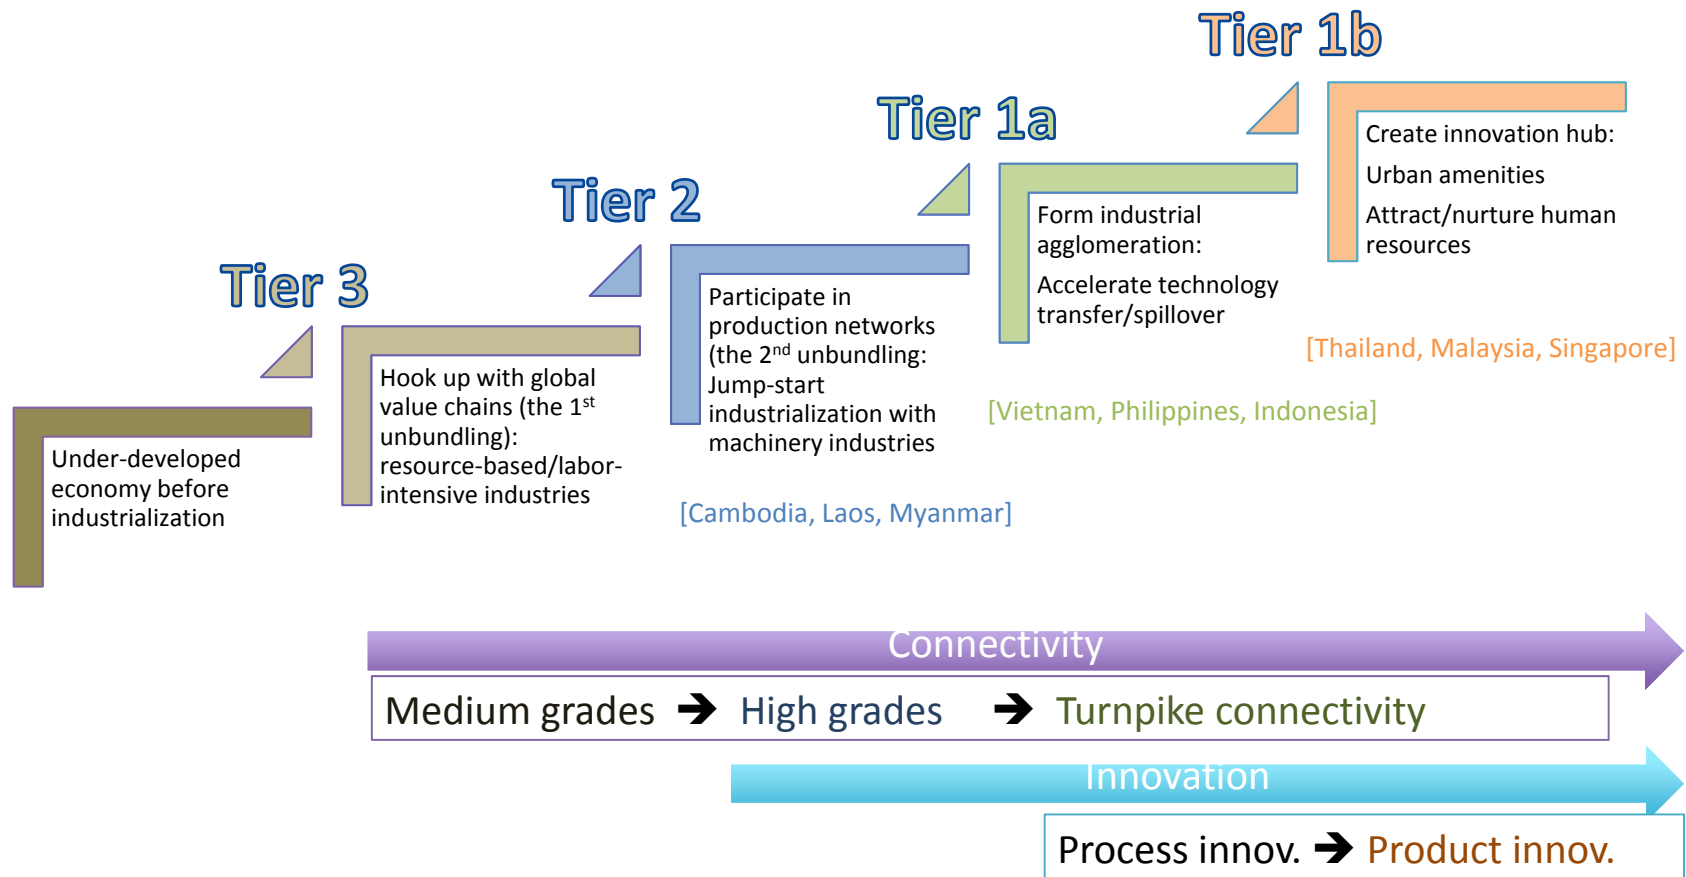 Tier 1b
Create innovation hub:
Urban amenities
Attract/nurture human
resources
[Thailand, Malaysia, Singapore]
Tier 1a
Form industrial
agglomeration:
Accelerate technology
transfer/spillover
[Vietnam, Philippines, Indonesia]
Tier 2
Participate in
production networks
(the 2nd unbundling:
Jump-start
industrialization with
machinery industries
[Cambodia, Laos, Myanmar]
Tier 3
Hook up with global
value chains (the 1st
unbundling):
resource-based/labor-
intensive industries
Under-developed
economy before
industrialization
Connectivity
Medium grades ➔ High grades ➔ Turnpike connectivity
Innovation
Process innov. ➔ Product innov.